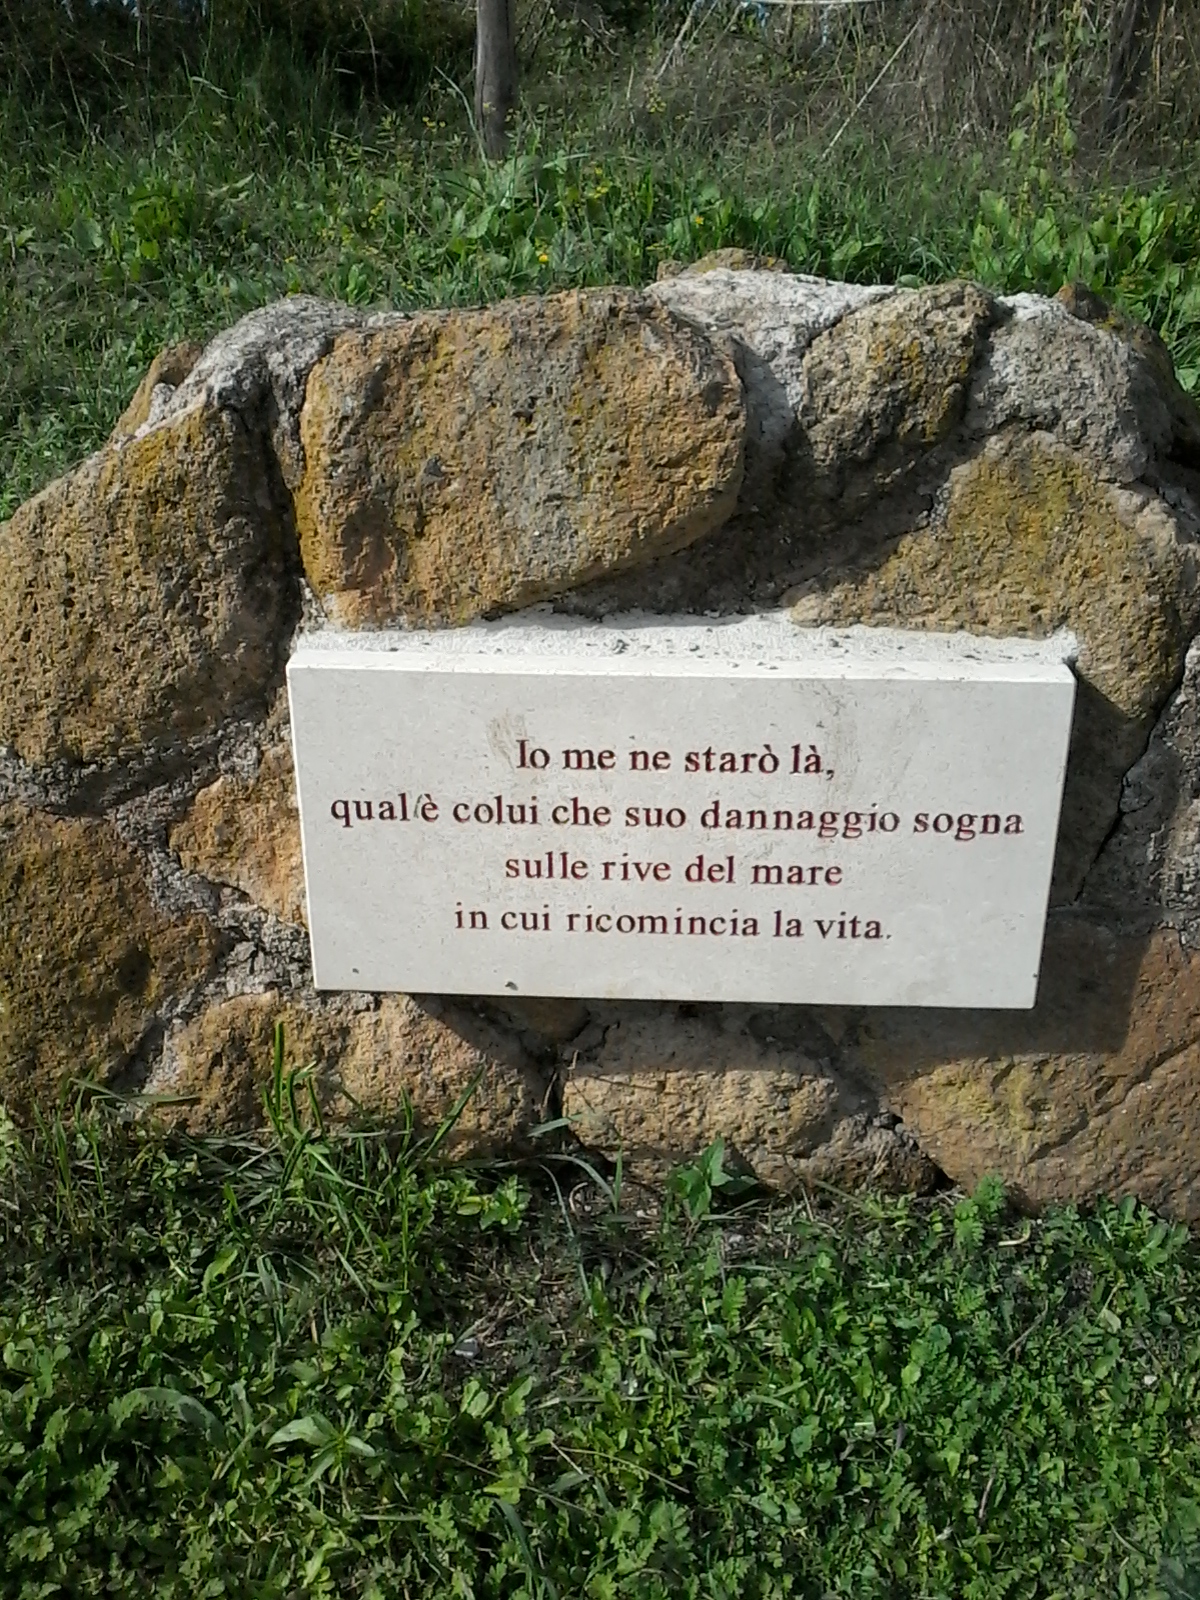 Io me ne starò là,
qual'è colui che suo dannaggio sogna
sulle rive del mare
in cui ricomincia la vita.